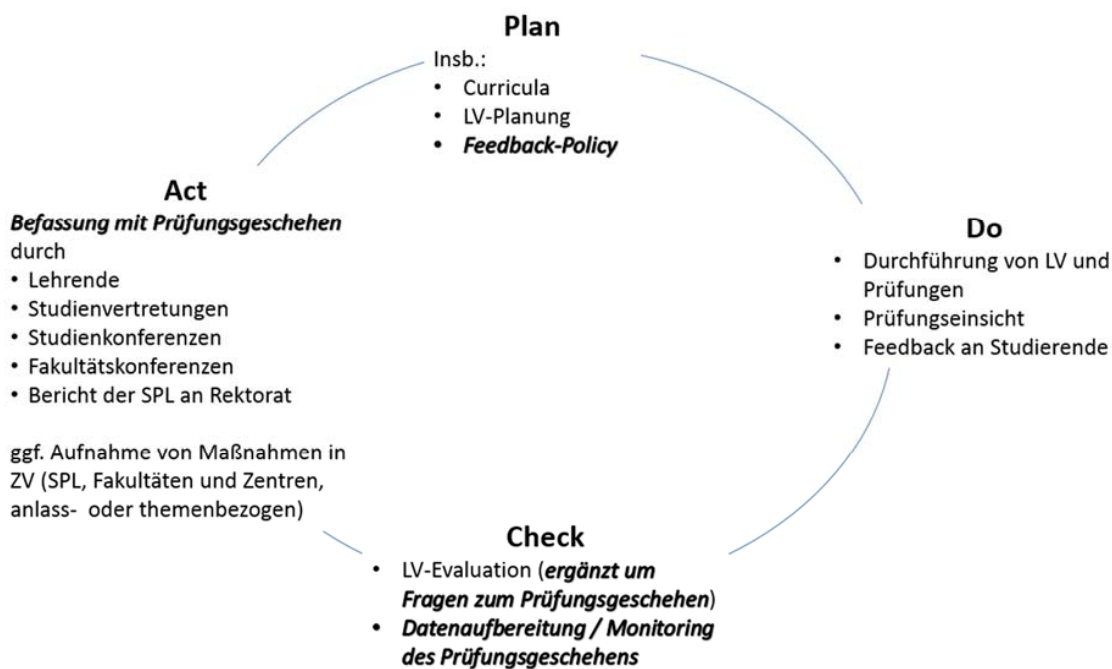 Plan
Insb.:
• Curricula
• LV-Planung
• Feedback-Policy
Act
Befassung mit Prüfungsgeschehen
durch
• Lehrende
• Studienvertretungen
• Studienkonferenzen
• Fakultätskonferenzen
• Bericht der SPL an Rektorat
ggf. Aufnahme von Maßnahmen in
ZV (SPL, Fakultäten und Zentren,
anlass- oder themenbezogen)
Do
• Durchführung von LV und
Prüfungen
• Prüfungseinsicht
• Feedback an Studierende
Check
• LV-Evaluation (ergänzt um
Fragen zum Prüfungsgeschehen)
• Datenaufbereitung / Monitoring
des Prüfungsgeschehens